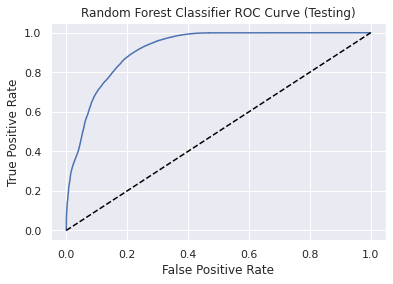 Random Forest Classifier ROC Curve (Testing)
1.0
0.8
0.6
0.4
0.2
0.0
True Positive Rate
0.0 0.2 0.4 0.6 0.8 1.0
False Positive Rate